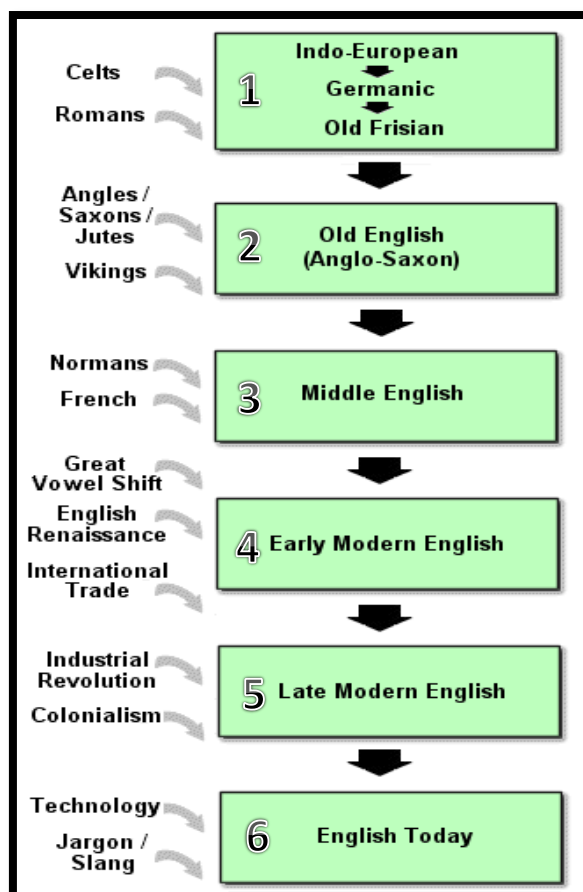 Celts
Romans
1
Indo-European
Germanic
Old Frisian
Angles /
Saxons /
Jutes
Vikings
2
Old English
(Anglo-Saxon)
Normans
French
3
Middle English
Great
Vowel Shift
English
Renaissance
International
Trade
4
Early Modern English
Industrial
Revolution
Colonialism
5
Late Modern English
Technology
Jargon /
Slang
6
English Today